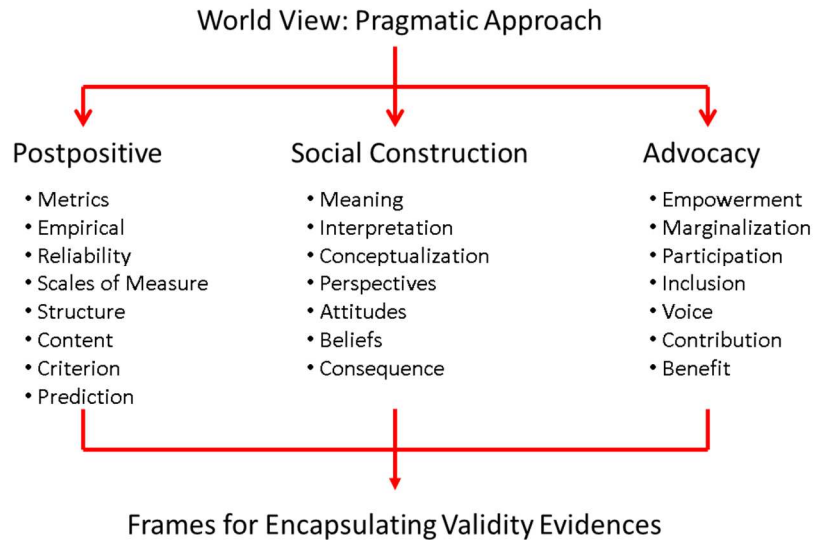 World View: Pragmatic Approach
Postpositive
• Metrics
• Empirical
• Reliability
• Scales of Measure
• Structure
• Content
• Criterion
• Prediction
Social Construction
• Meaning
• Interpretation
• Conceptualization
• Perspectives
• Attitudes
• Beliefs
• Consequence
Advocacy
• Empowerment
• Marginalization
• Participation
• Inclusion
• Voice
• Contribution
• Benefit
Frames for Encapsulating Validity Evidences